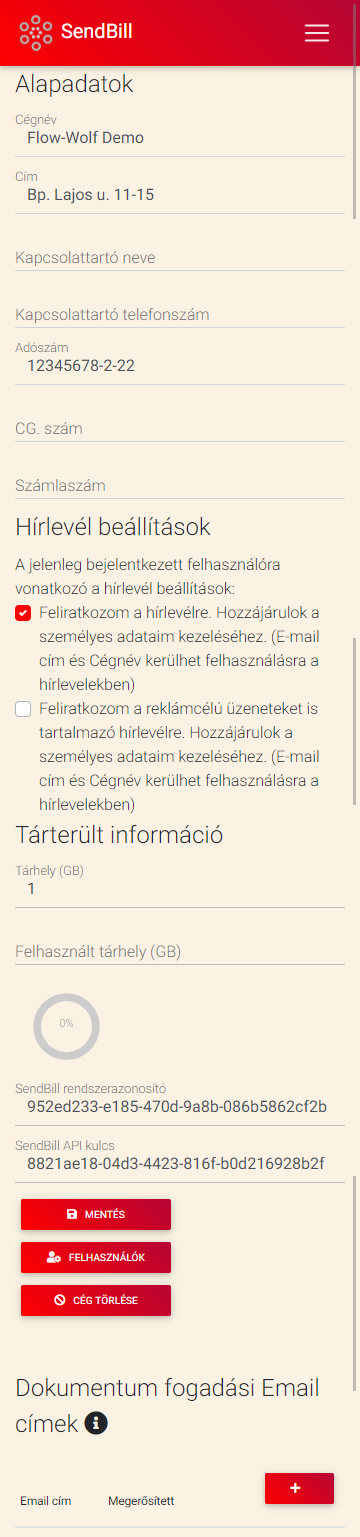 SendBill
Alapadatok
Cégnév
Flow-Wolf Demo
Cím
Bp. Lajos u. 11-15
Kapcsolattartó neve
Kapcsolattartó telefonszám
Adószám
12345678-2-22
CG. szám
Számlaszám
Hírlevél beállítások
A jelenleg bejelentkezett felhasználóra
vonatkozó a hírlevél beállítások:
Feliratkozom a hírlevélre. Hozzájárulok a
személyes adataim kezeléséhez. (E-mail
cím és Cégnév kerülhet felhasználásra a
hírlevelekben)
Feliratkozom a reklámcélú üzeneteket is
tartalmazó hírlevélre. Hozzájárulok a
személyes adataim kezeléséhez. (E-mail
cím és Cégnév kerülhet felhasználásra a
hírlevelekben)
Tárterült információ
Tárhely (GB)
1
Felhasznált tárhely (GB)
0%
SendBill rendszerazonosító
952ed233-e185-470d-9a8b-086b5862cf2b
SendBill API kulcs
8821ae18-04d3-4423-816f-b0d216928b2f
MENTÉS
FELHASZNÁLÓK
CÉG TÖRLÉSE
Dokumentum fogadási Email
címek
+
Email cím Megerősített